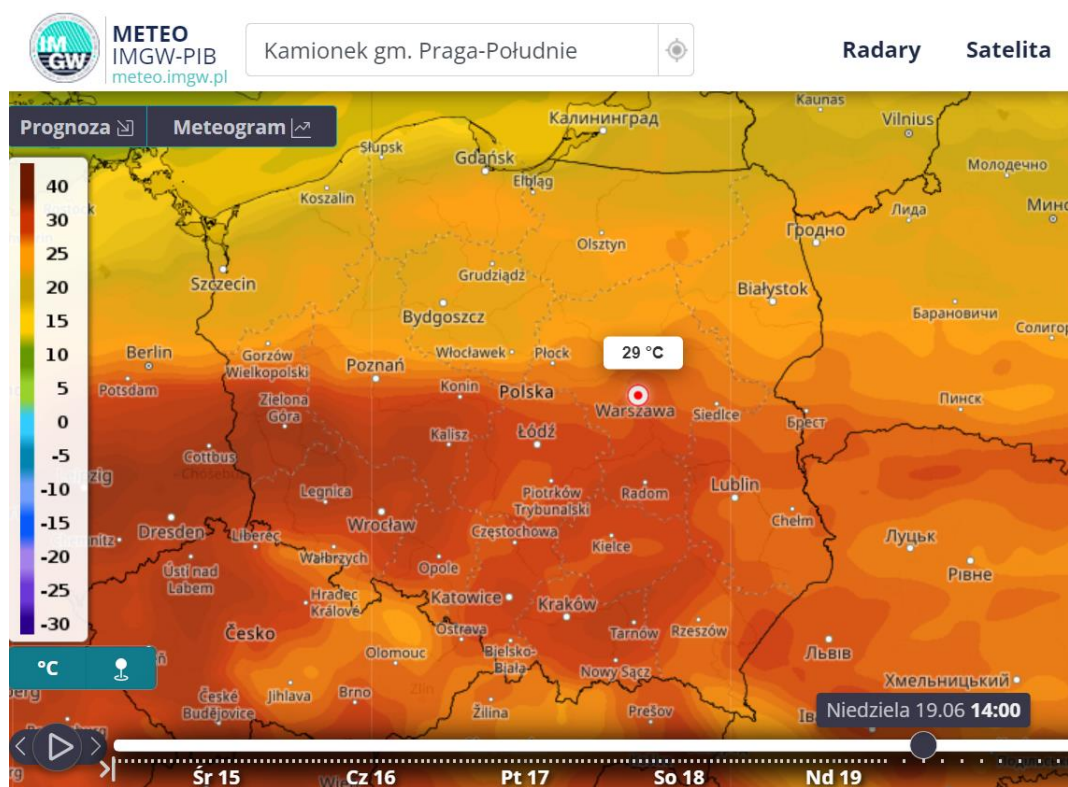 IMGW
METEO
IMGW-PIB
meteo.imgw.pl
Kamionek gm. Praga-Południe
Radary
Satelita
Prognoza
Meteogram
Kaunas
Калининград
Vilnius
Słupsk
Gdańsk
Молодечно
Elbląg
Koszalin
Лида
Гродно
Olsztyn
Grudziądz
Szczecin
Białystok
Bydgoszcz
Барановичи
Berlin
Gorzów
Wielkopolski
Poznań
Włocławek
Płock
29 °C
Potsdam
Konin
Polska
Пинск
Zielona
Góra
Warszawa
Siedlce
Брест
Kalisz
Łódź
Cottbus
Legnica
Piotrków
Trybunalski
Radom
Lublin
Dresden
Liberec
Wrocław
Częstochowa
Chełm
Луцьк
Kielce
Wałbrzych
Opole
Рівне
Ústí nad
Labem
Hradec
Králové
Katowice
Kraków
Česko
Ostrava
Tarnów
Rzeszów
Olomouc
Bielsko-
Biała
Львів
Nowy Sącz
Хмельницький
České
Budějovice
Jihlava
Brno
Zlín
Žilina
Prešov
40
30
25
20
15
10
5
0
-5
-10
-15
-20
-25
-30
°C
Niedziela 19.06 14:00
Śr 15
Cz 16
Pt 17
So 18
Nd 19